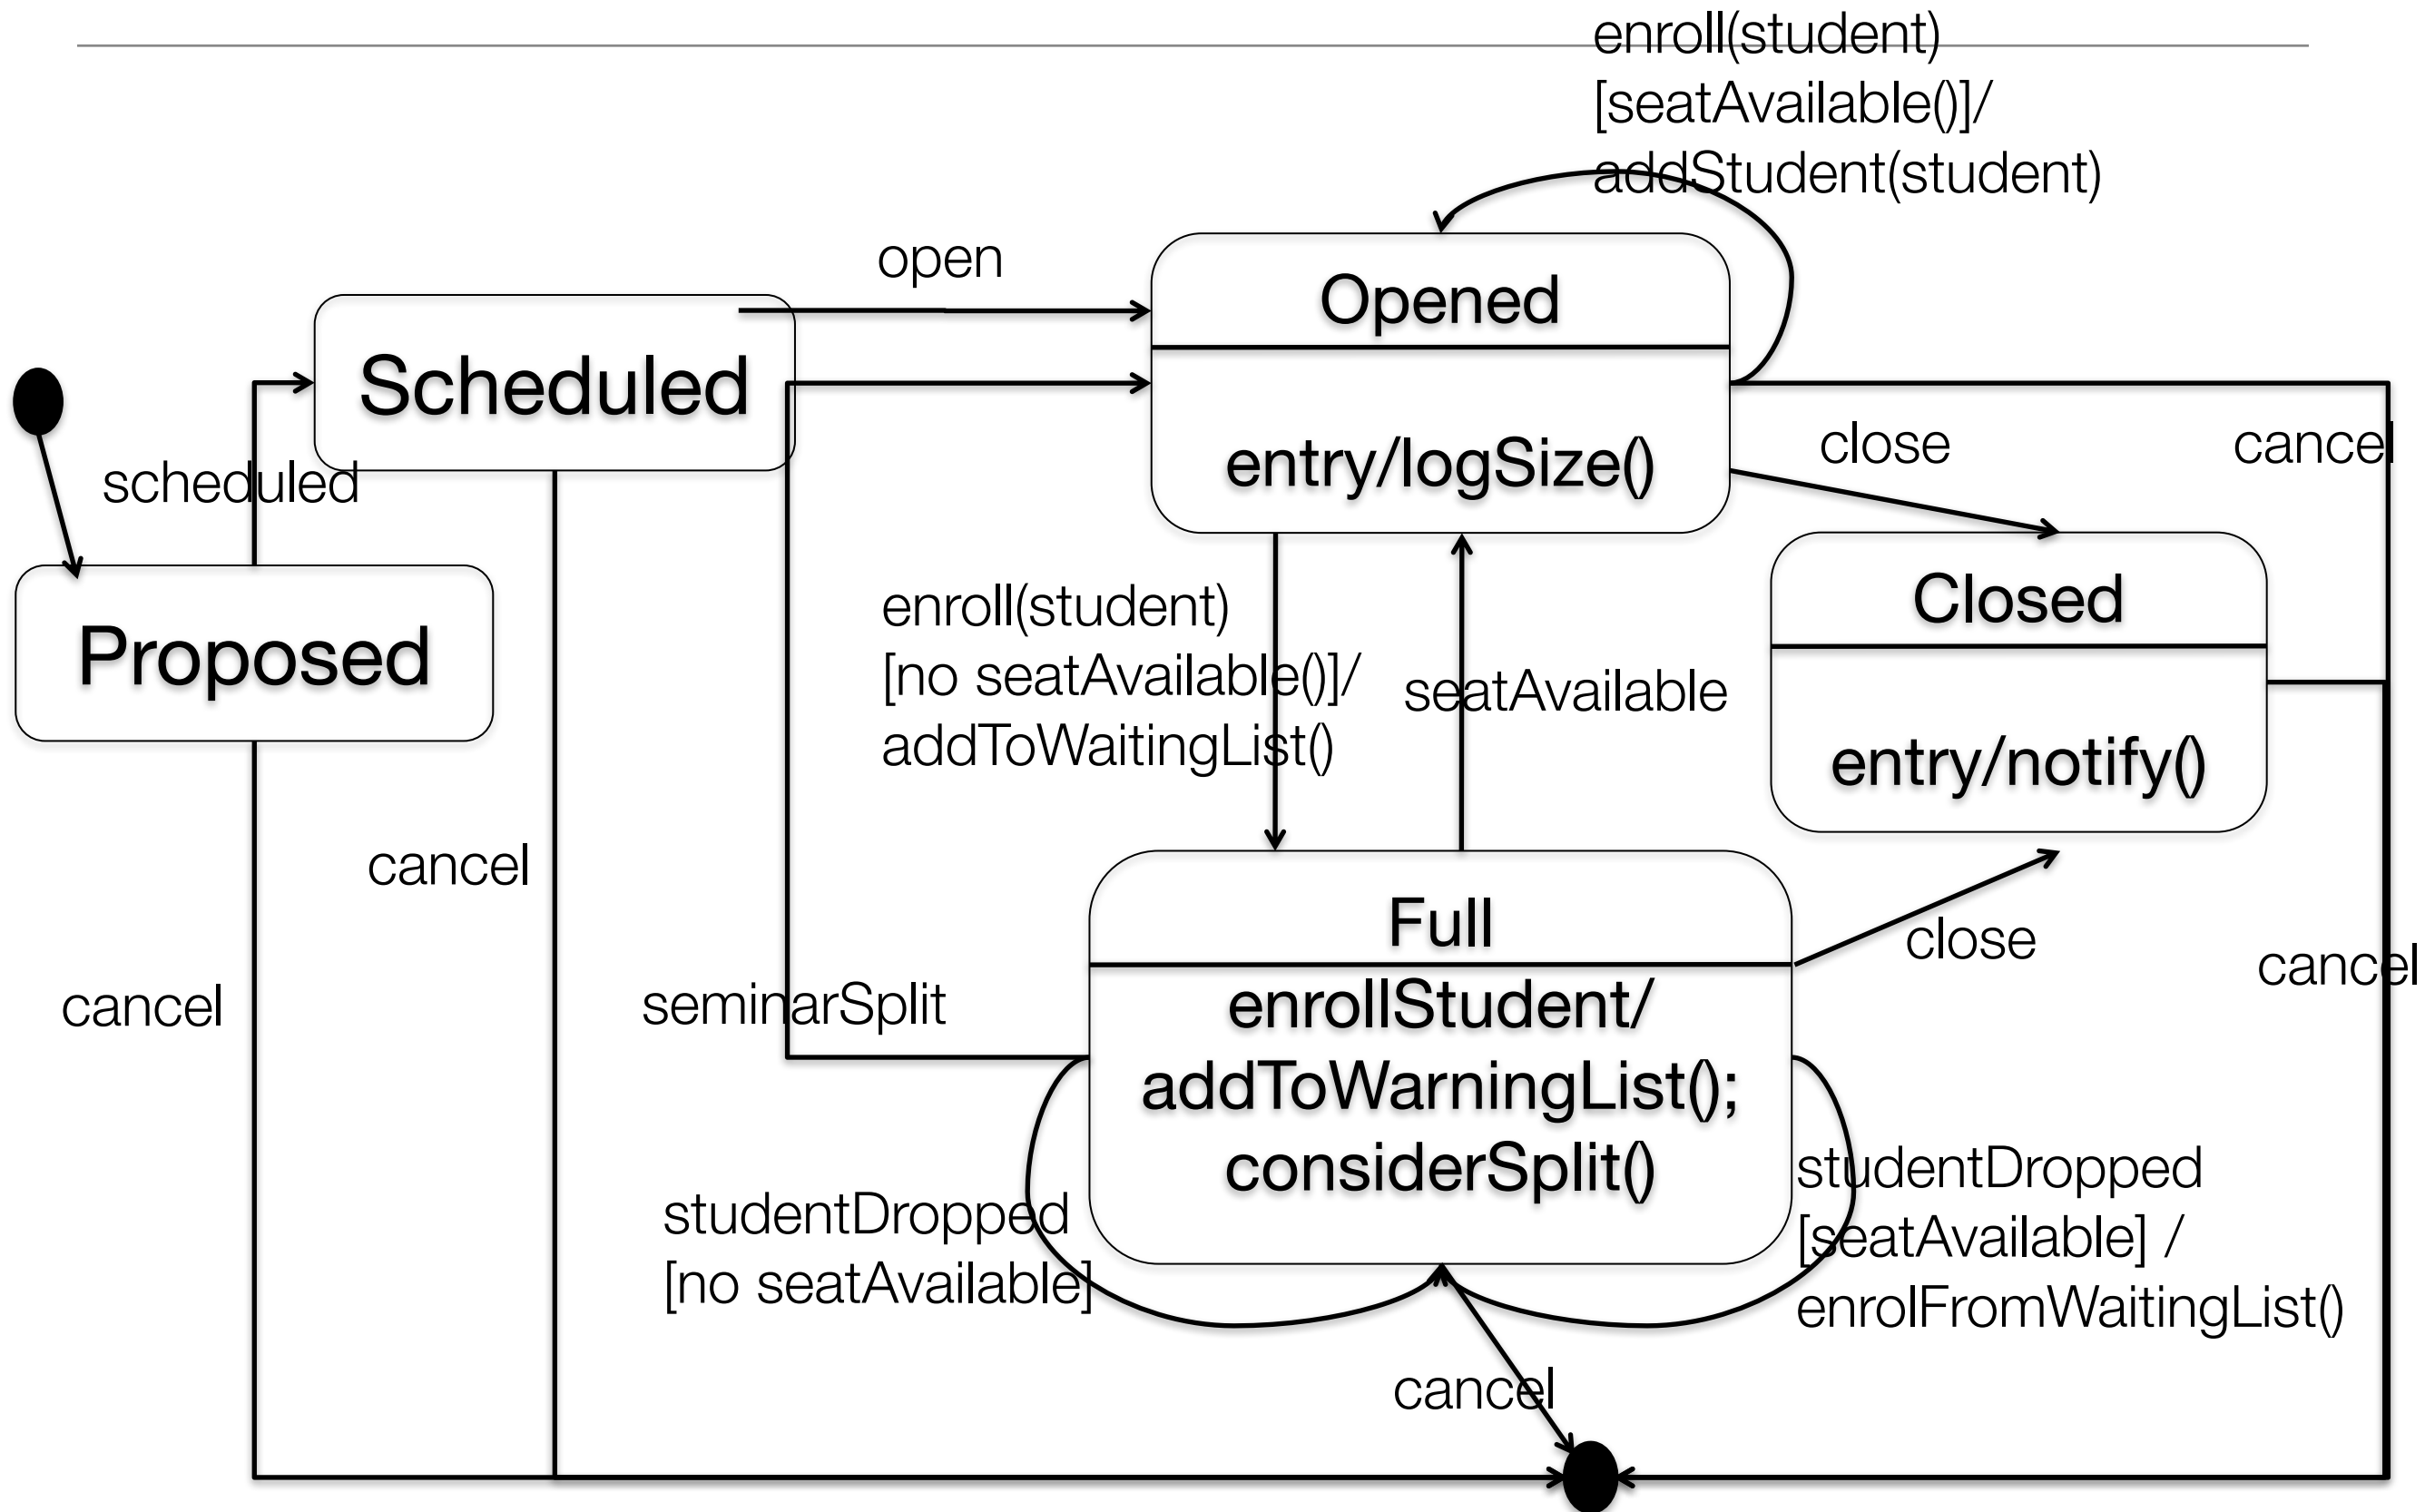 enroll(student)
[seatAvailable()]/
addStudent(student)
open
Opened
entry/logSize()
Scheduled
scheduled
close
cancel
Proposed
enroll(student)
[no seatAvailable()]/
addToWaitingList()
seatAvailable
Closed
entry/notify()
cancel
cancel
seminarSplit
Full
enrollStudent/
addToWarningList();
considerSplit()
close
cancel
studentDropped
[no seatAvailable]
studentDropped
[seatAvailable] /
enrolFromWaitingList()
cancel